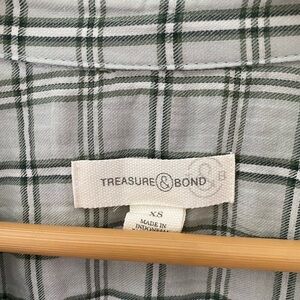 TREASURE & BOND
& B
XS
MADE IN
INDONESIA